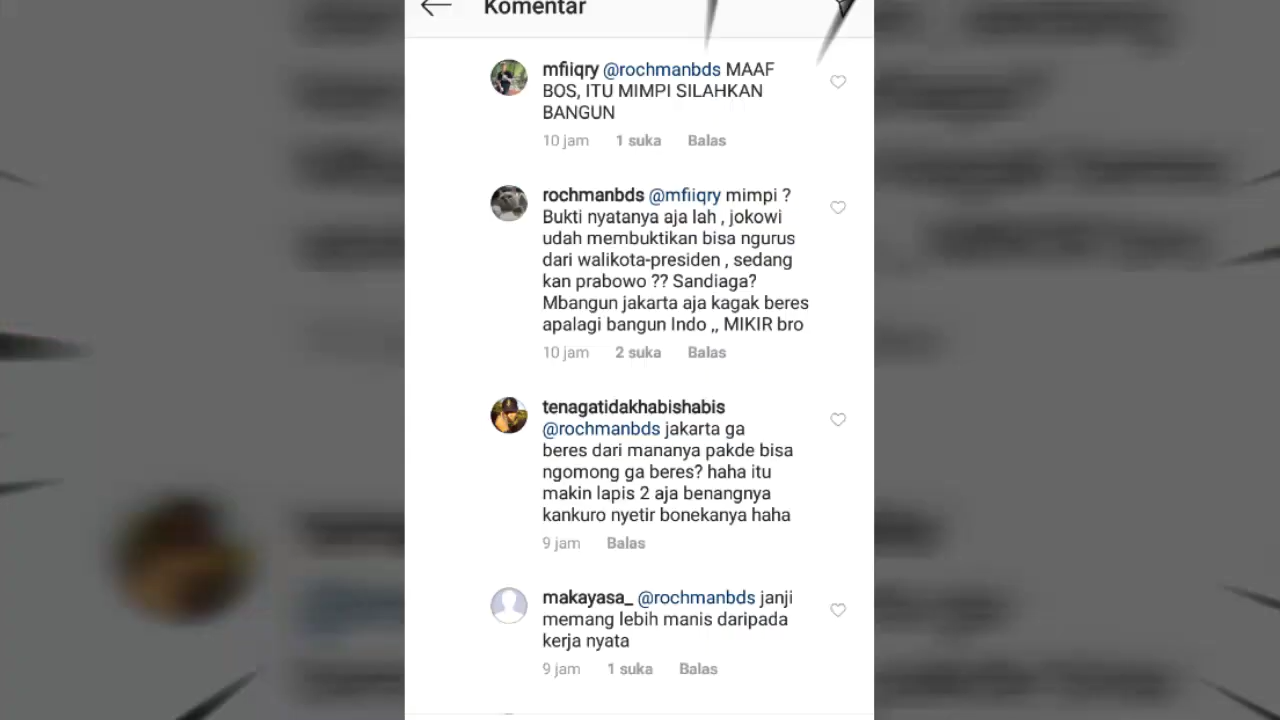 Komentar
mfiiqry @rochmanbds MAAF
BOS, ITU MIMPI SILAHKAN
BANGUN
10 jam 1 suka Balas
rochmanbds @mfiiqry mimpi ?
Bukti nyatanya aja lah , jokowi
udah membuktikan bisa ngurus
dari walikota-presiden , sedang
kan prabowo ?? Sandiaga?
Mbangun jakarta aja kagak beres
apalagi bangun Indo ,, MIKIR bro
10 jam 2 suka Balas
tenagatidakhabishabis
@rochmanbds jakarta ga
beres dari mananya pakde bisa
ngomong ga beres? haha itu
makin lapis 2 aja benangnya
kankuro nyetir bonekanya haha
9 jam Balas
makayasa_ @rochmanbds janji
memang lebih manis daripada
kerja nyata
9 jam 1 suka Balas